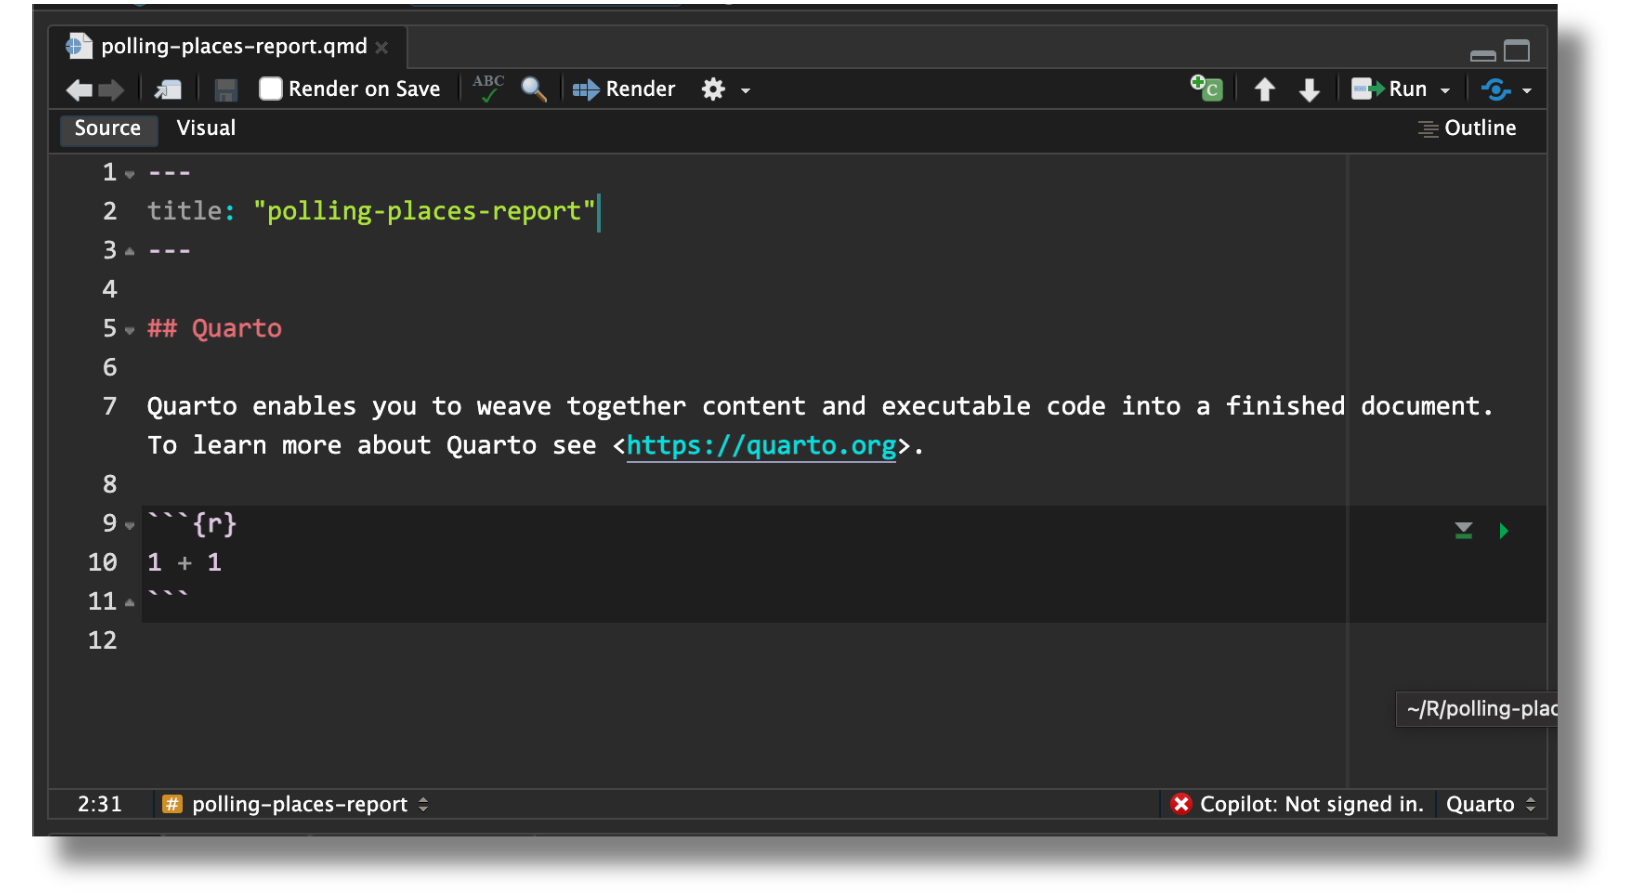 polling-places-report.qmd
Render on Save ABC Render C Run
Source Visual Outline
1 ---
2 title: "polling-places-report"
3 ---
4
5 ## Quarto
6
7 Quarto enables you to weave together content and executable code into a finished document.
To learn more about Quarto see <https://quarto.org>.
8
9 ```{r}
10 1 + 1
11 ```
12
~/R/polling-plac
2:31 # polling-places-report Copilot: Not signed in. Quarto